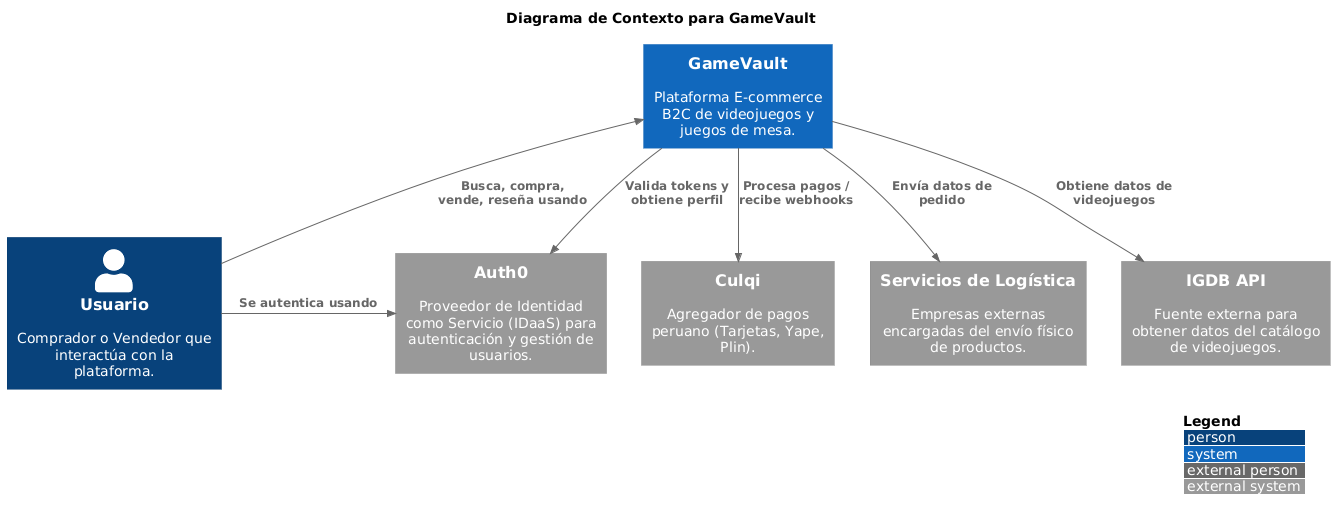 Diagrama de Contexto para GameVault
GameVault
Plataforma E-commerce
B2C de videojuegos y
juegos de mesa.
Busca, compra,
vende, reseña usando
Valida tokens y
obtiene perfil
Procesa pagos /
recibe webhooks
Envía datos de
pedido
Obtiene datos de
videojuegos
Usuario
Comprador o Vendedor que
interactúa con la
plataforma.
Se autentica usando
Auth0
Proveedor de Identidad
como Servicio (IDaaS) para
autenticación y gestión de
usuarios.
Culqi
Agregador de pagos
peruano (Tarjetas, Yape,
Plin).
Servicios de Logística
Empresas externas
encargadas del envío físico
de productos.
IGDB API
Fuente externa para
obtener datos del catálogo
de videojuegos.
Legend
person
system
external person
external system